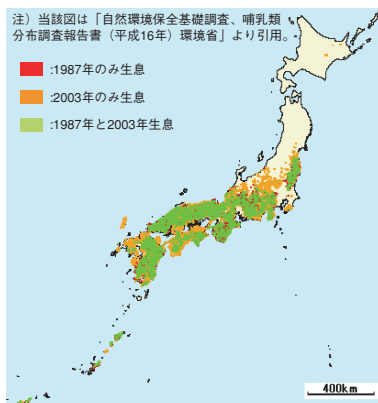 注）当該図は「自然環境保全基礎調査、哺乳類
分布調査報告書（平成16年）環境省」より引用。
:1987年のみ生息
:2003年のみ生息
:1987年と2003年生息
400km